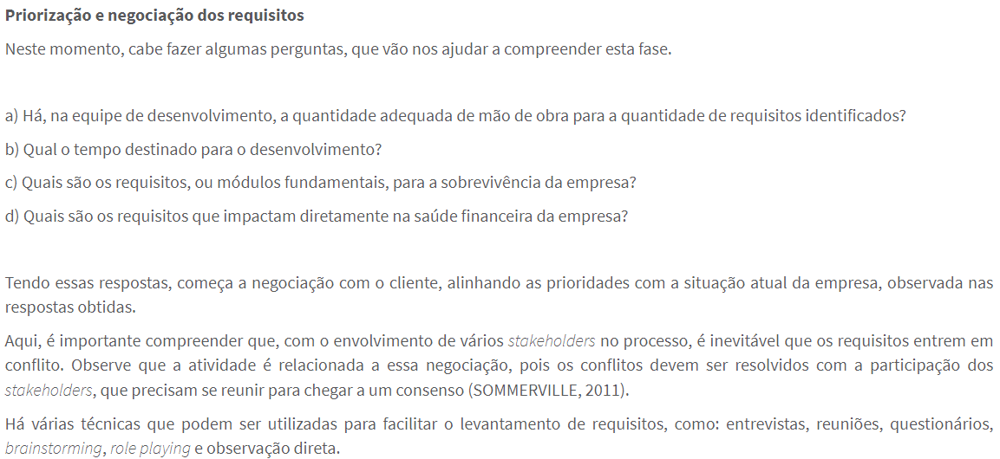 Priorização e negociação dos requisitos
Neste momento, cabe fazer algumas perguntas, que vão nos ajudar a compreender esta fase.
a) Há, na equipe de desenvolvimento, a quantidade adequada de mão de obra para a quantidade de requisitos identificados?
b) Qual o tempo destinado para o desenvolvimento?
c) Quais são os requisitos, ou módulos fundamentais, para a sobrevivência da empresa?
d) Quais são os requisitos que impactam diretamente na saúde financeira da empresa?
Tendo essas respostas, começa a negociação com o cliente, alinhando as prioridades com a situação atual da empresa, observada nas
respostas obtidas.
Aqui, é importante compreender que, com o envolvimento de vários stakeholders no processo, é inevitável que os requisitos entrem em
conflito. Observe que a atividade é relacionada a essa negociação, pois os conflitos devem ser resolvidos com a participação dos
stakeholders, que precisam se reunir para chegar a um consenso (SOMMERVILLE, 2011).
Há várias técnicas que podem ser utilizadas para facilitar o levantamento de requisitos, como: entrevistas, reuniões, questionários,
brainstorming, role playing e observação direta.